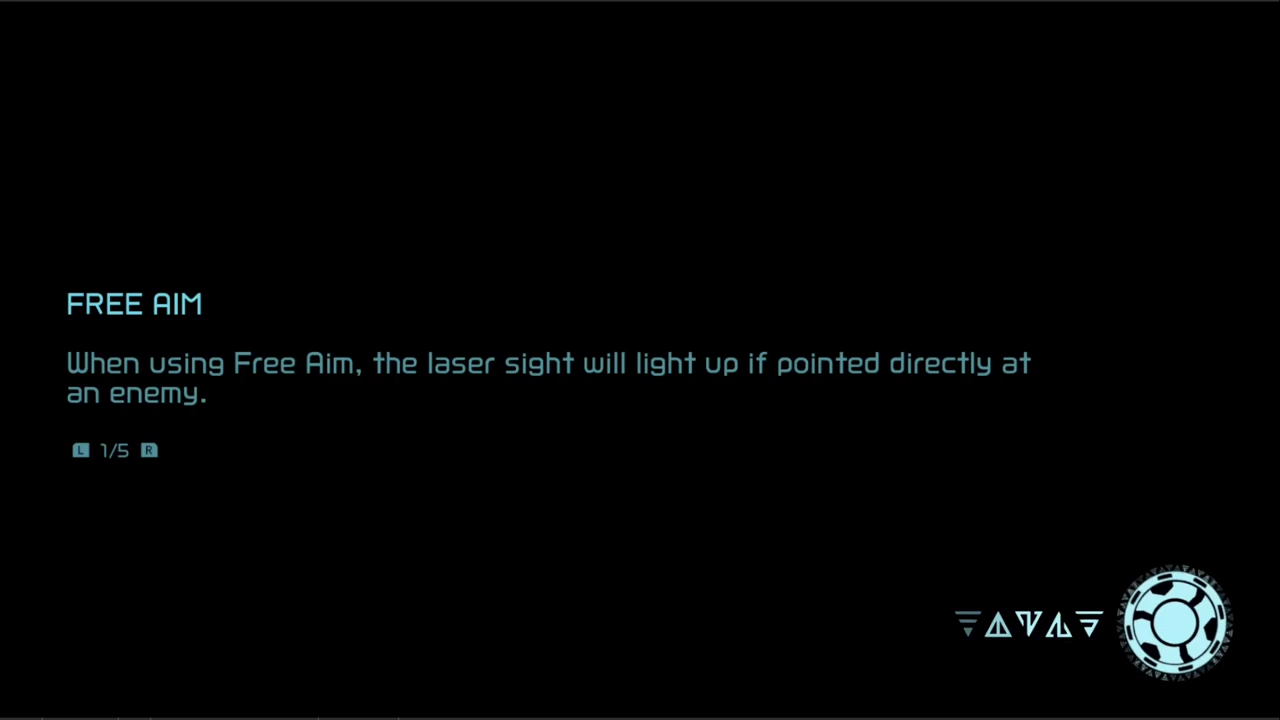 FREE AIM
When using Free Aim, the laser sight will light up if pointed directly at
an enemy.
L 1/5 R